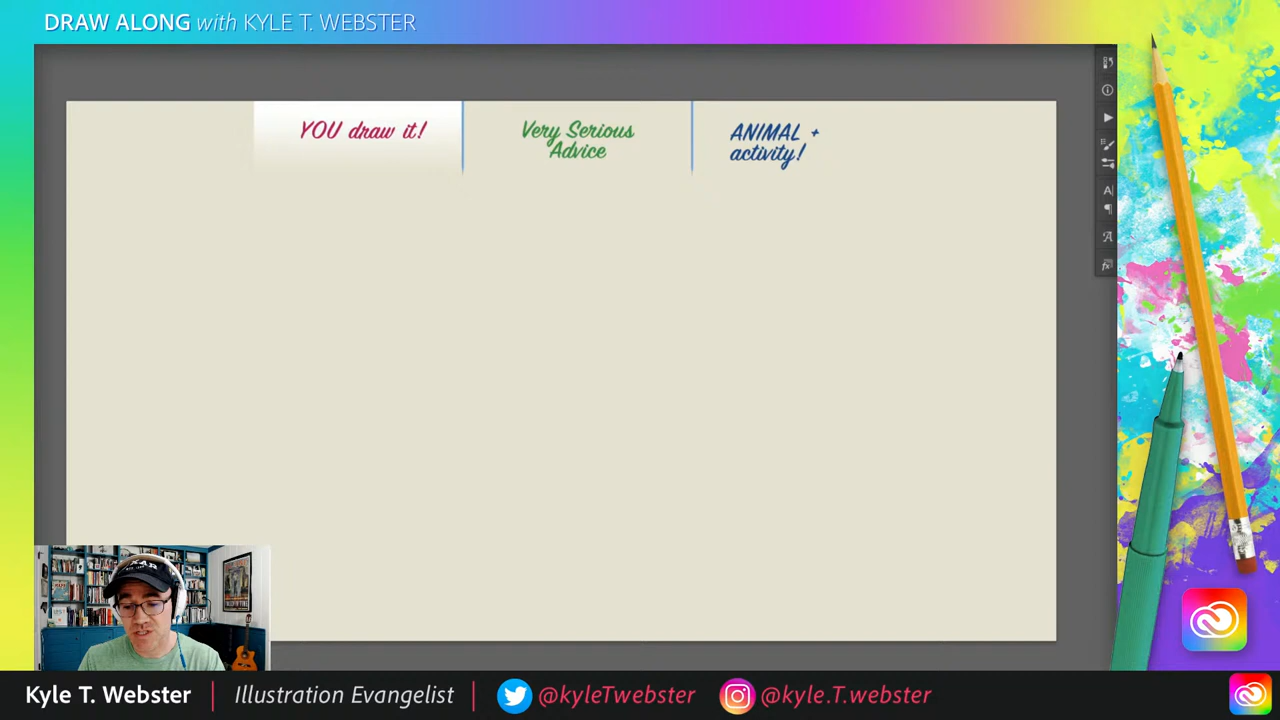 DRAW ALONG with KYLE T. WEBSTER
YOU draw it!
Very Serious
Advice
ANIMAL +
activity!
Kyle T. Webster | Illustration Evangelist | @kyleTwebster @kyle.T.webster